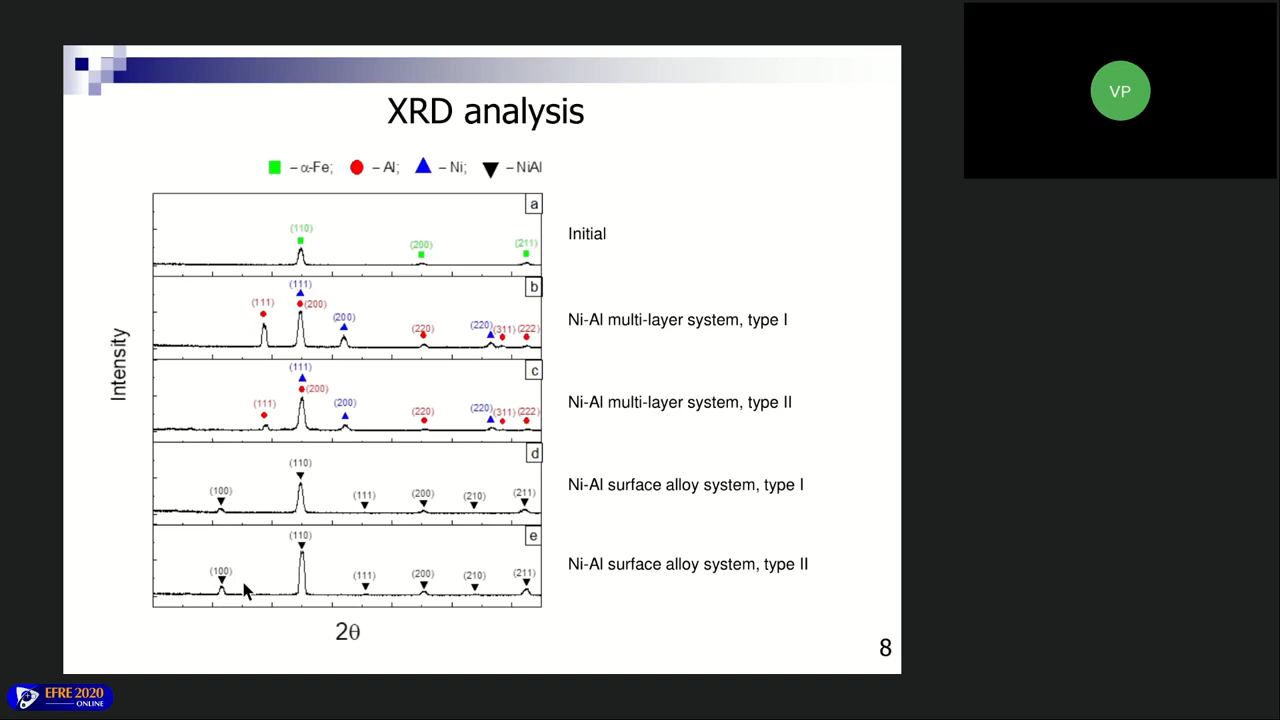 VP
XRD analysis
– α-Fe; – Al; – Ni; – NiAl
a
(110)
(200)
(211)
Initial
b
(111)
(111)
(200)
(200)
(220)
(220)
(311)
(222)
Ni-Al multi-layer system, type I
c
(111)
(111)
(200)
(200)
(220)
(220)
(311)
(222)
Ni-Al multi-layer system, type II
d
(100)
(110)
(111)
(200)
(210)
(211)
Ni-Al surface alloy system, type I
e
(100)
(110)
(111)
(200)
(210)
(211)
Ni-Al surface alloy system, type II
Intensity
2θ
8
EFRE 2020
ONLINE